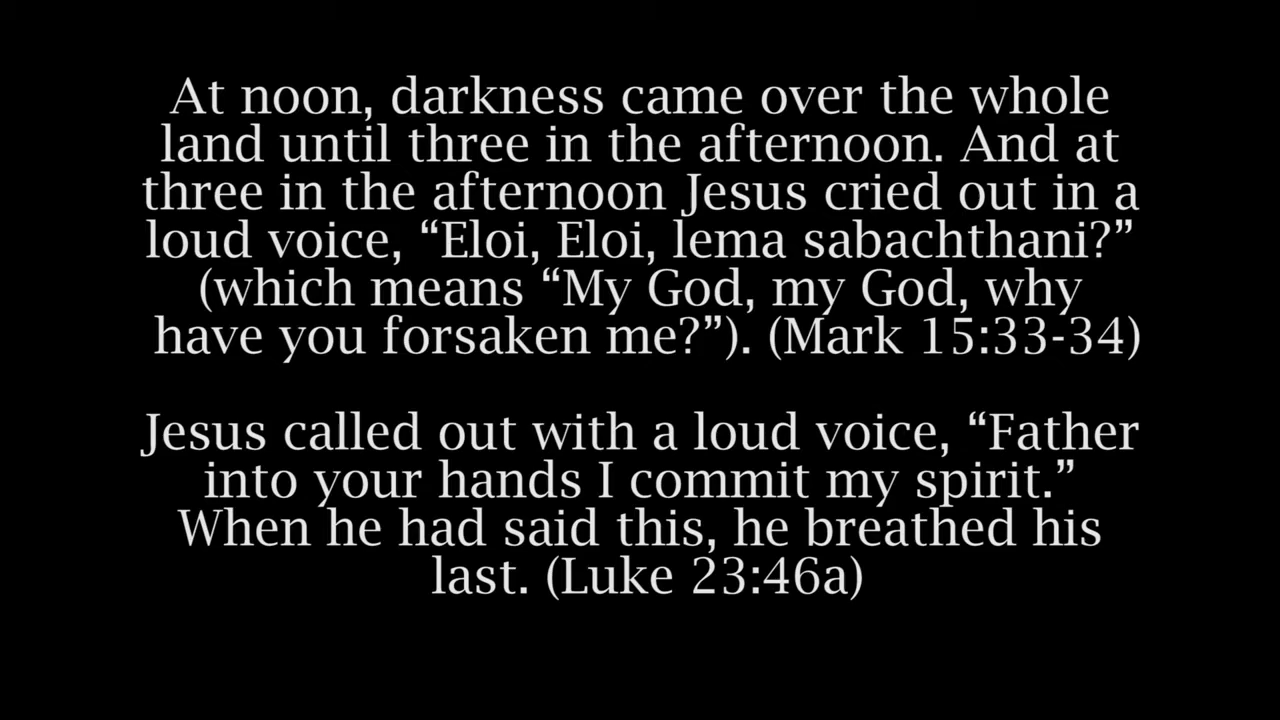 At noon, darkness came over the whole
land until three in the afternoon. And at
three in the afternoon Jesus cried out in a
loud voice, “Eloi, Eloi, lema sabachthani?”
(which means “My God, my God, why
have you forsaken me?”). (Mark 15:33-34)
Jesus called out with a loud voice, “Father
into your hands I commit my spirit.”
When he had said this, he breathed his
last. (Luke 23:46a)